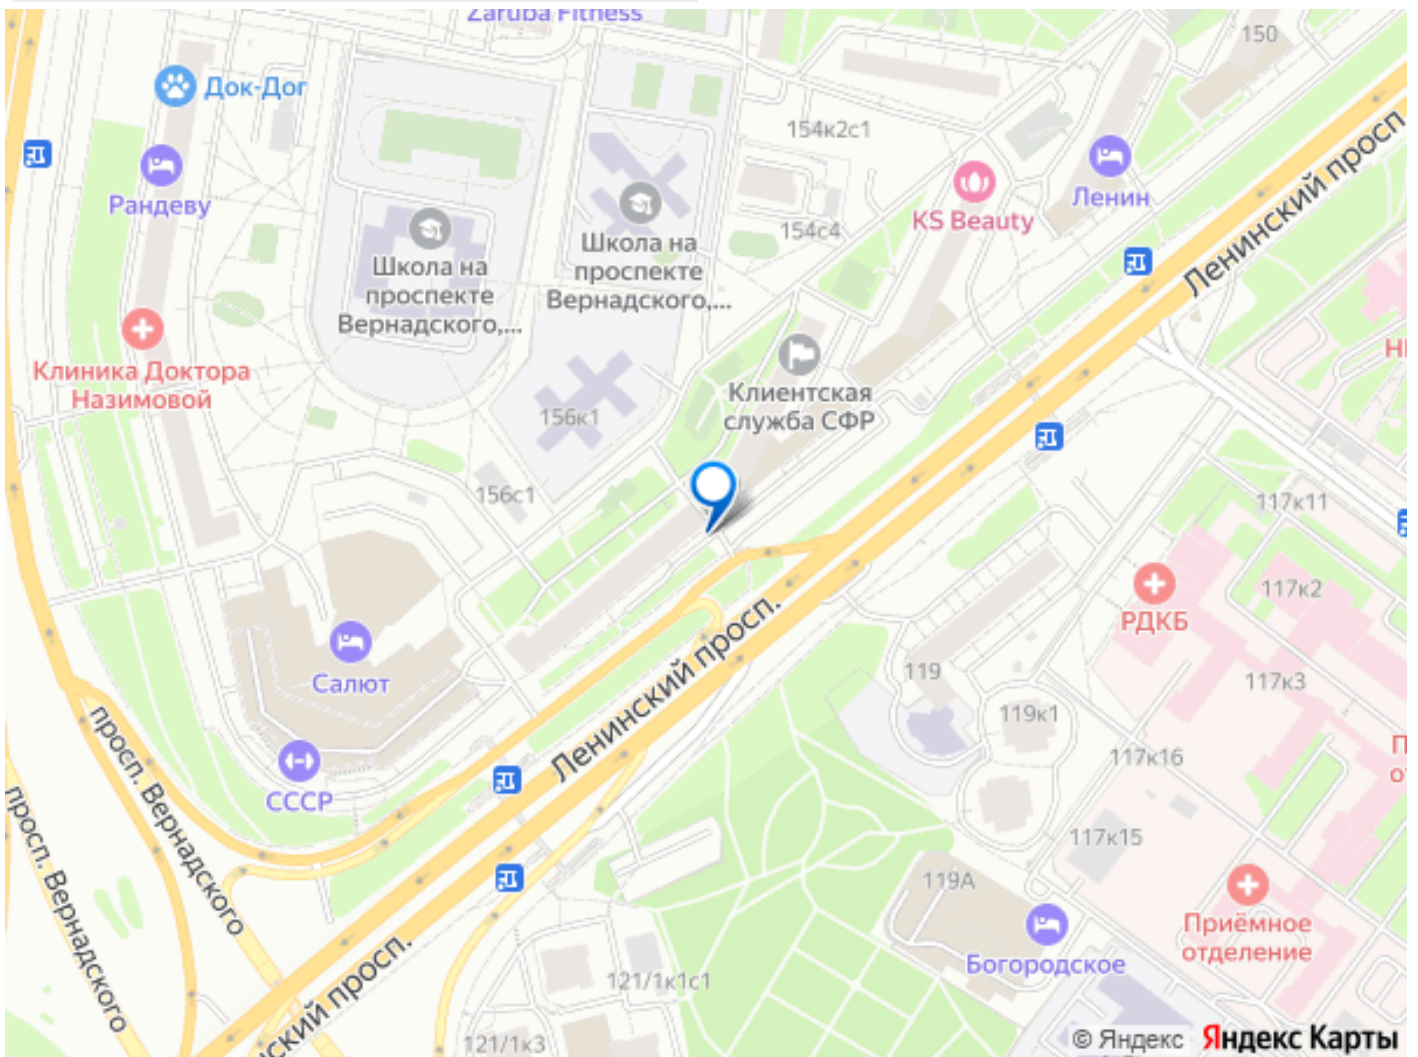 Zaruba Fitness
150
Док-Дог
154к2с1
Ленинский просп
Рандеву
Ленин
KS Beauty
154с4
Школа на
проспекте
Вернадского,...
Школа на
проспекте
Вернадского,...
Клиника Доктора
Назимовой
Клиентская
служба СФР
156к1
156с1
117к11
117к2
РДКБ
119
117к3
Салют
119к1
Ленинский просп.
117к16
просп. Вернадского
СССР
просп. Вернадского
117к15
119А
Приёмное
отделение
Богородское
121/1к1с1
нский просп.
121/1к3
© Яндекс Яндекс Карты